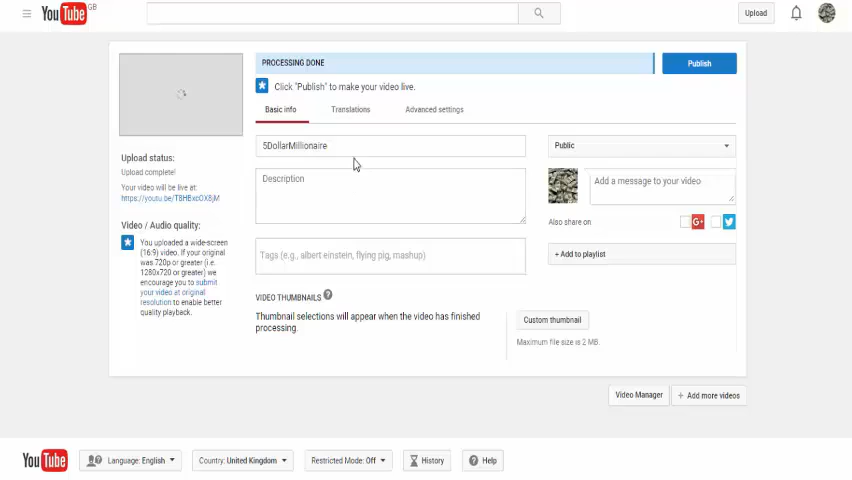 YouTube GB
Upload
PROCESSING DONE
Publish
Click "Publish" to make your video live.
Basic info
Translations
Advanced settings
5DollarMillionaire
Public
Description
Add a message to your video
Also share on
G+
Tags (e.g., albert einstein, flying pig, mashup)
+ Add to playlist
Upload status:
Upload complete!
Your video will be live at:
Video / Audio quality:
You uploaded a wide-screen
(16:9) video. If your original
was 720p or greater (i.e.
1280x720 or greater) we
encourage you to submit
your video at original
resolution to enable better
quality playback.
VIDEO THUMBNAILS ?
Thumbnail selections will appear when the video has finished
processing.
Custom thumbnail
Maximum file size is 2 MB.
Video Manager
+ Add more videos
YouTube
Language: English
Country: United Kingdom
Restricted Mode: Off
History
? Help